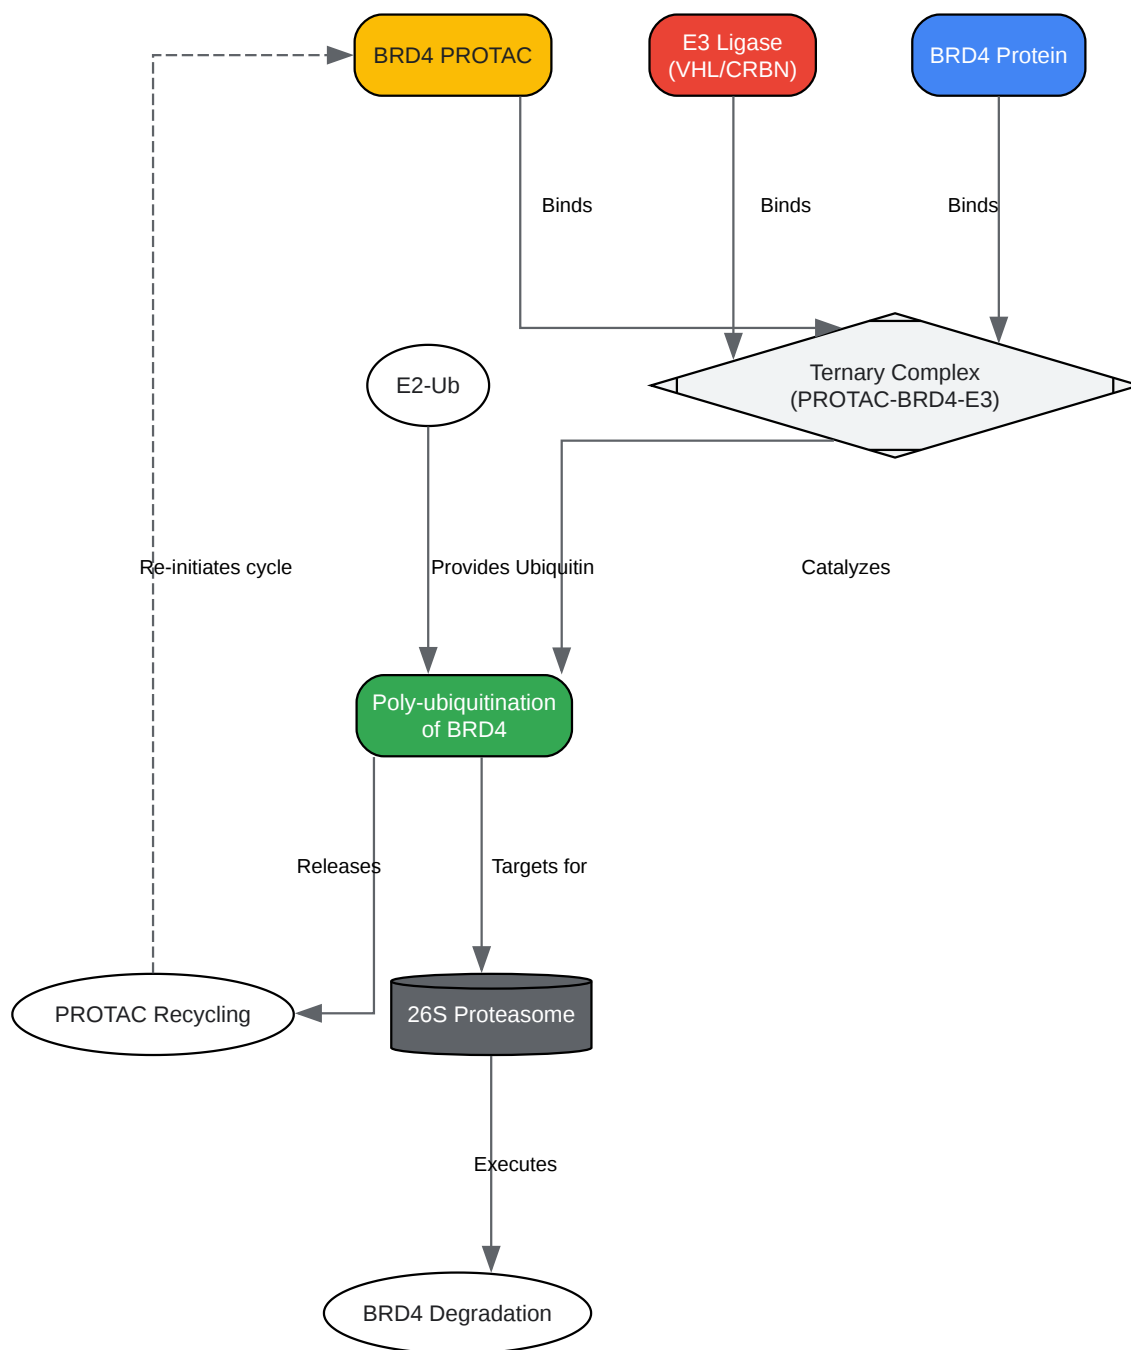 BRD4 PROTAC
E3 Ligase
(VHL/CRBN)
BRD4 Protein
Binds
Binds
Binds
E2-Ub
Ternary Complex
(PROTAC-BRD4-E3)
Re-initiates cycle
Provides Ubiquitin
Catalyzes
Poly-ubiquitination
of BRD4
Releases
Targets for
PROTAC Recycling
26S Proteasome
Executes
BRD4 Degradation